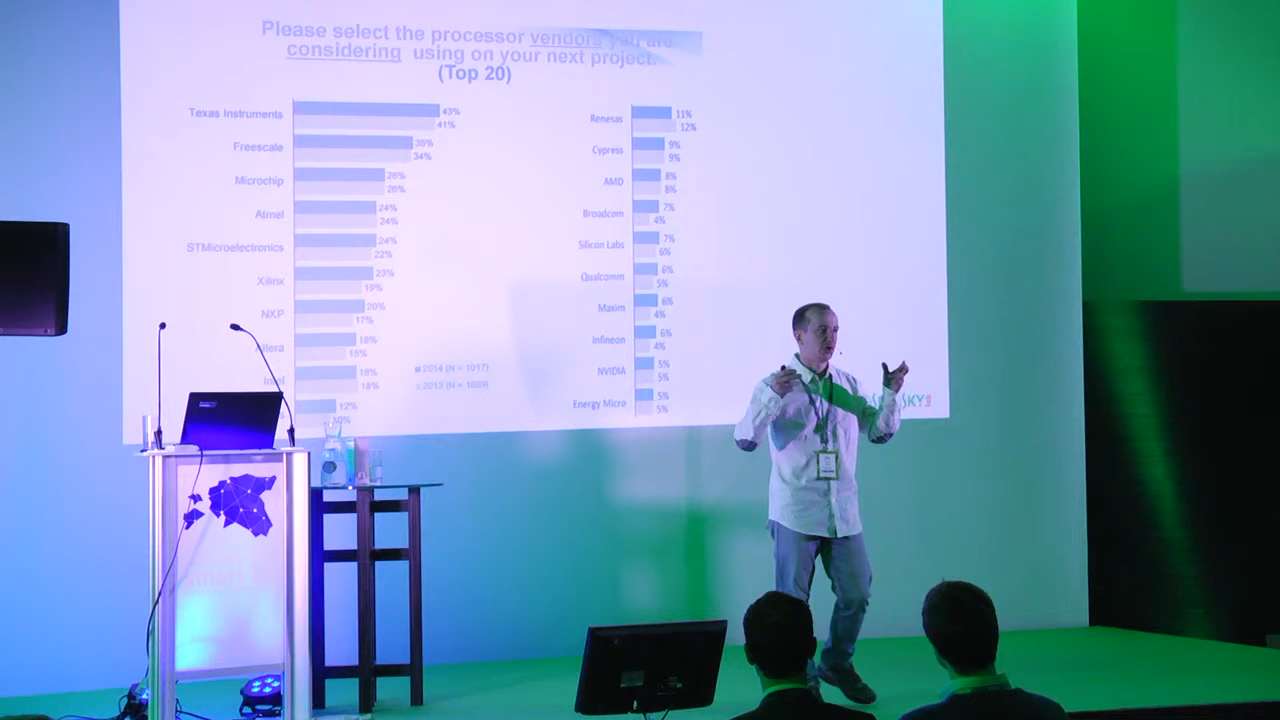 Please select the processor vendors you are
considering using on your next project.
(Top 20)
Texas Instruments 43%
41%
Freescale 35%
34%
Microchip 26%
26%
Atmel 24%
24%
STMicroelectronics 24%
22%
Xilinx 23%
19%
NXP 20%
17%
Altera 18%
15%
Intel 18%
18%
12%
10%
2014 (N = 1017)
2013 (N = 1609)
Renesas 11%
12%
Cypress 9%
9%
AMD 8%
8%
Broadcom 7%
4%
Silicon Labs 7%
6%
Qualcomm 6%
5%
Maxim 6%
4%
Infineon 6%
4%
NVIDIA 5%
5%
Energy Micro 5%
5%